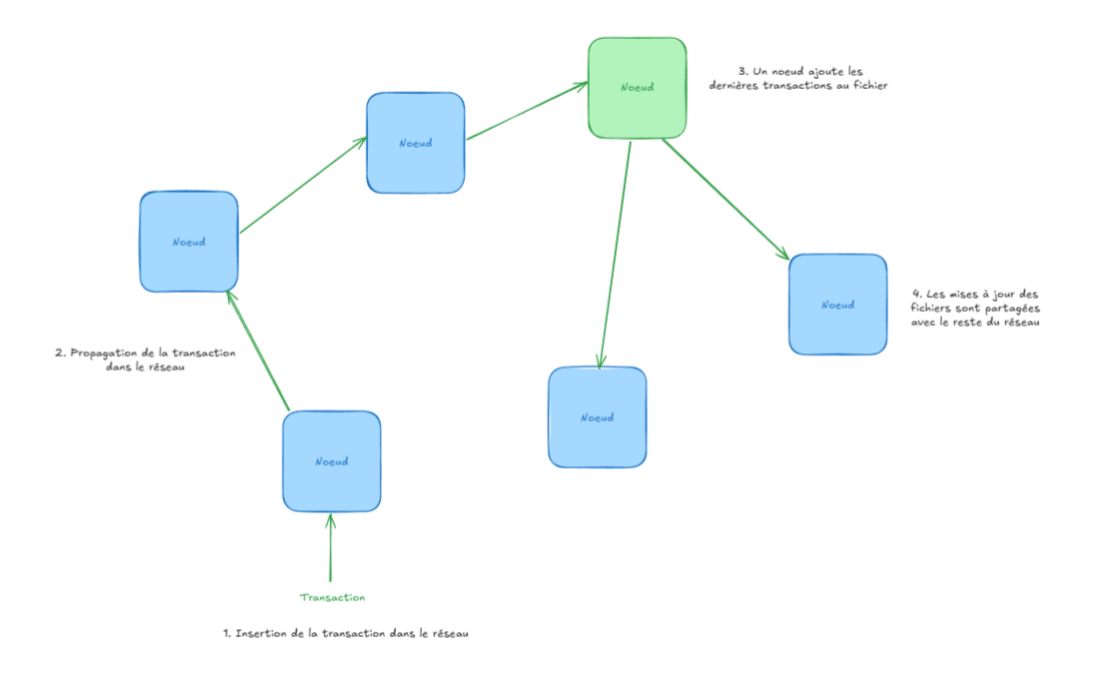 Noeud
3. Un noeud ajoute les
dernières transactions au fichier
Noeud
Noeud
Noeud
4. Les mises à jour des
fichiers sont partagées
avec le reste du réseau
2. Propagation de la transaction
dans le réseau
Noeud
Noeud
Transaction
1. Insertion de la transaction dans le réseau